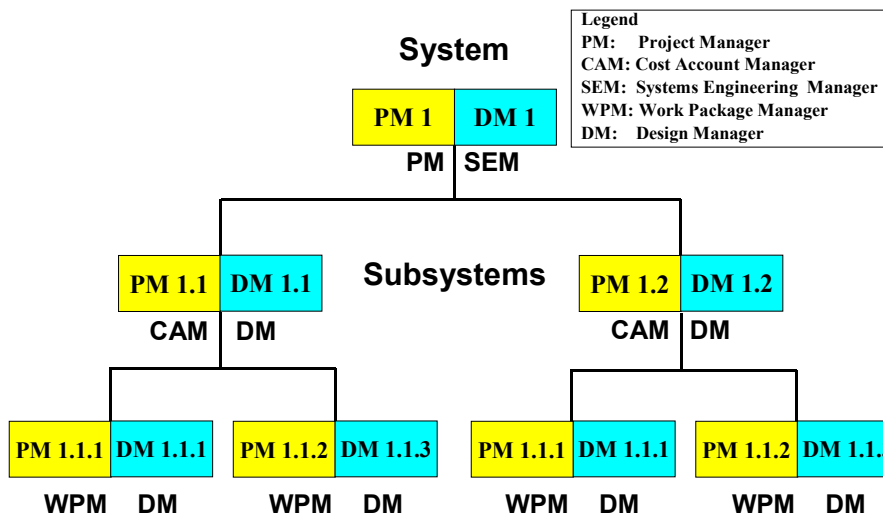 Legend
PM: Project Manager
CAM: Cost Account Manager
SEM: Systems Engineering Manager
WPM: Work Package Manager
DM: Design Manager
System
PM 1 DM 1
PM SEM
Subsystems
PM 1.1 DM 1.1
CAM DM
PM 1.2 DM 1.2
CAM DM
PM 1.1.1 DM 1.1.1
WPM DM
PM 1.1.2 DM 1.1.3
WPM DM
PM 1.1.1 DM 1.1.1
WPM DM
PM 1.1.2 DM 1.1.
WPM DM